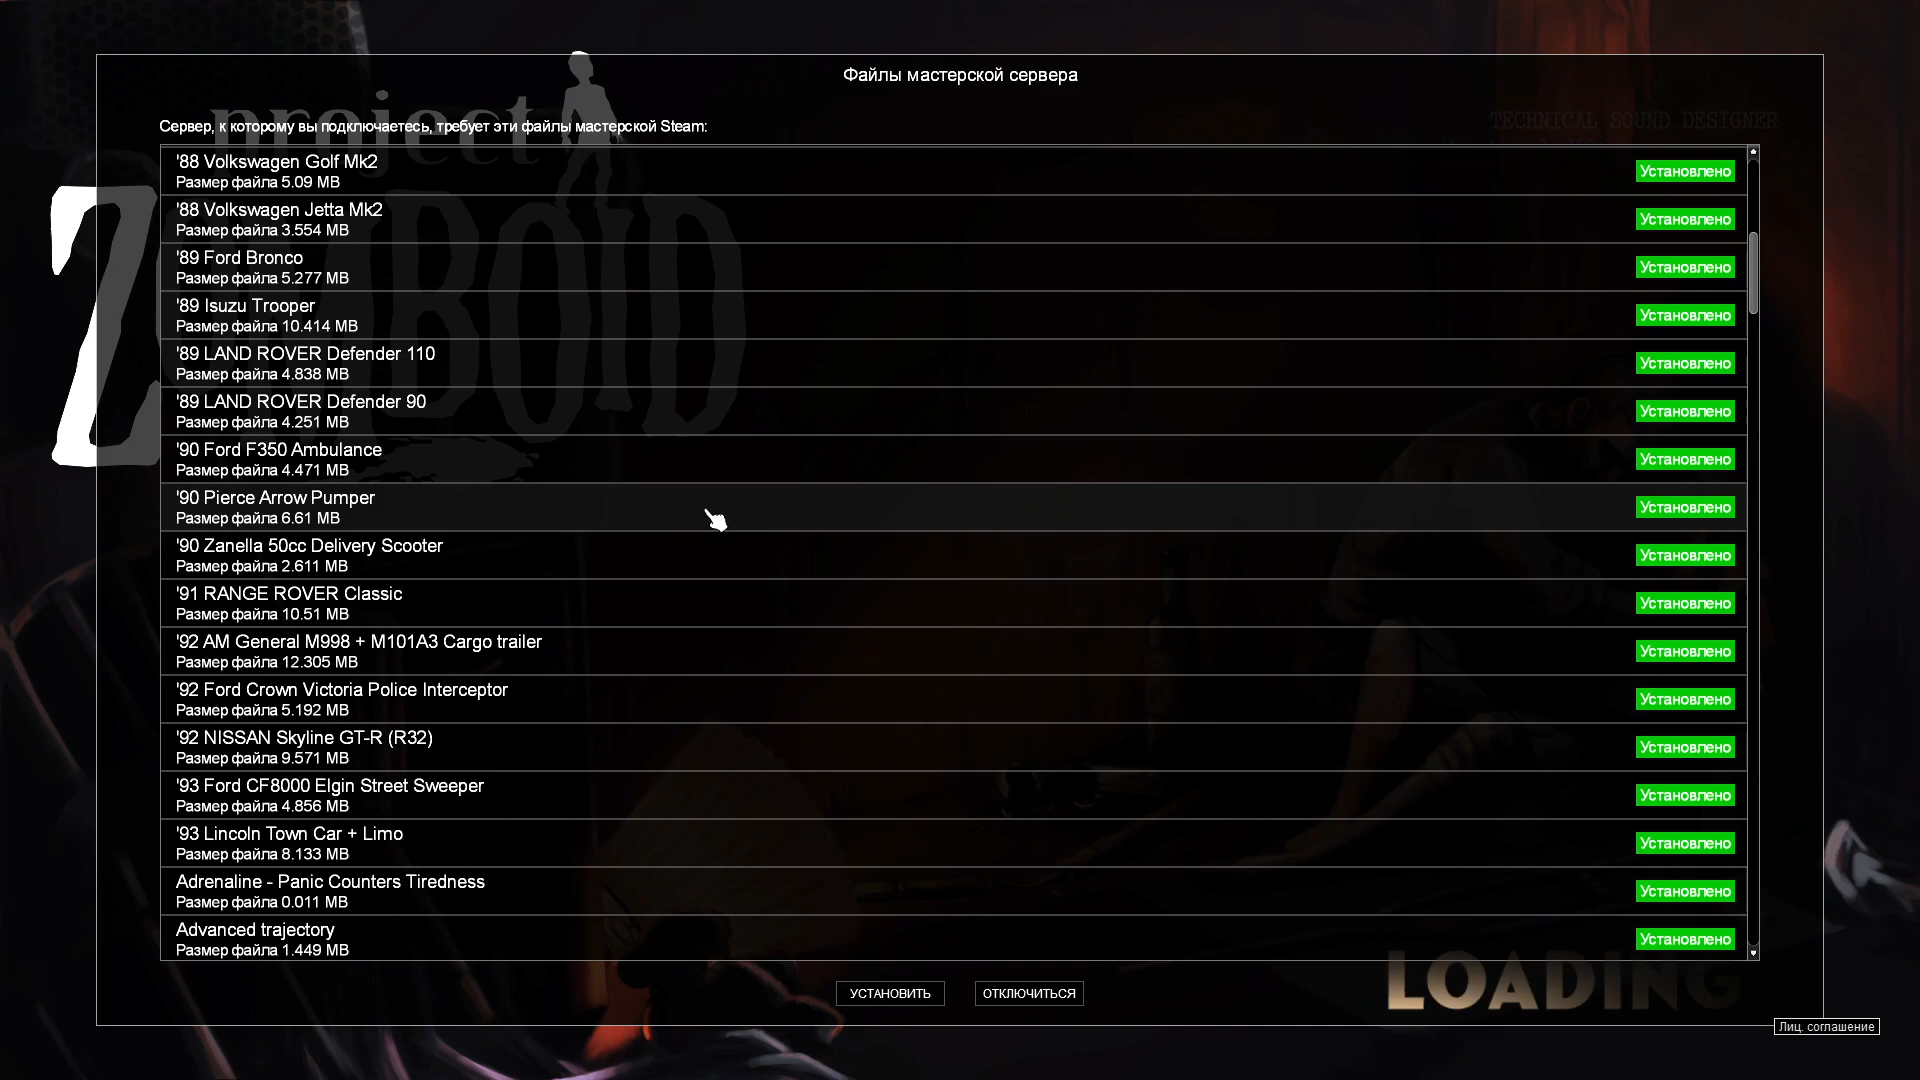 Файлы мастерской сервера
project
ZOMBOID
TECHNICAL SOUND DESIGNER
Сервер, к которому вы подключаетесь, требует эти файлы мастерской Steam:
'88 Volkswagen Golf Mk2
Размер файла 5.09 MB
Установлено
'88 Volkswagen Jetta Mk2
Размер файла 3.554 MB
Установлено
'89 Ford Bronco
Размер файла 5.277 MB
Установлено
'89 Isuzu Trooper
Размер файла 10.414 MB
Установлено
'89 LAND ROVER Defender 110
Размер файла 4.838 MB
Установлено
'89 LAND ROVER Defender 90
Размер файла 4.251 MB
Установлено
'90 Ford F350 Ambulance
Размер файла 4.471 MB
Установлено
'90 Pierce Arrow Pumper
Размер файла 6.61 MB
Установлено
'90 Zanella 50cc Delivery Scooter
Размер файла 2.611 MB
Установлено
'91 RANGE ROVER Classic
Размер файла 10.51 MB
Установлено
'92 AM General M998 + M101A3 Cargo trailer
Размер файла 12.305 MB
Установлено
'92 Ford Crown Victoria Police Interceptor
Размер файла 5.192 MB
Установлено
'92 NISSAN Skyline GT-R (R32)
Размер файла 9.571 MB
Установлено
'93 Ford CF8000 Elgin Street Sweeper
Размер файла 4.856 MB
Установлено
'93 Lincoln Town Car + Limo
Размер файла 8.133 MB
Установлено
Adrenaline - Panic Counters Tiredness
Размер файла 0.011 MB
Установлено
Advanced trajectory
Размер файла 1.449 MB
Установлено
УСТАНОВИТЬ
ОТКЛЮЧИТЬСЯ
LOADING
Лиц. соглашение